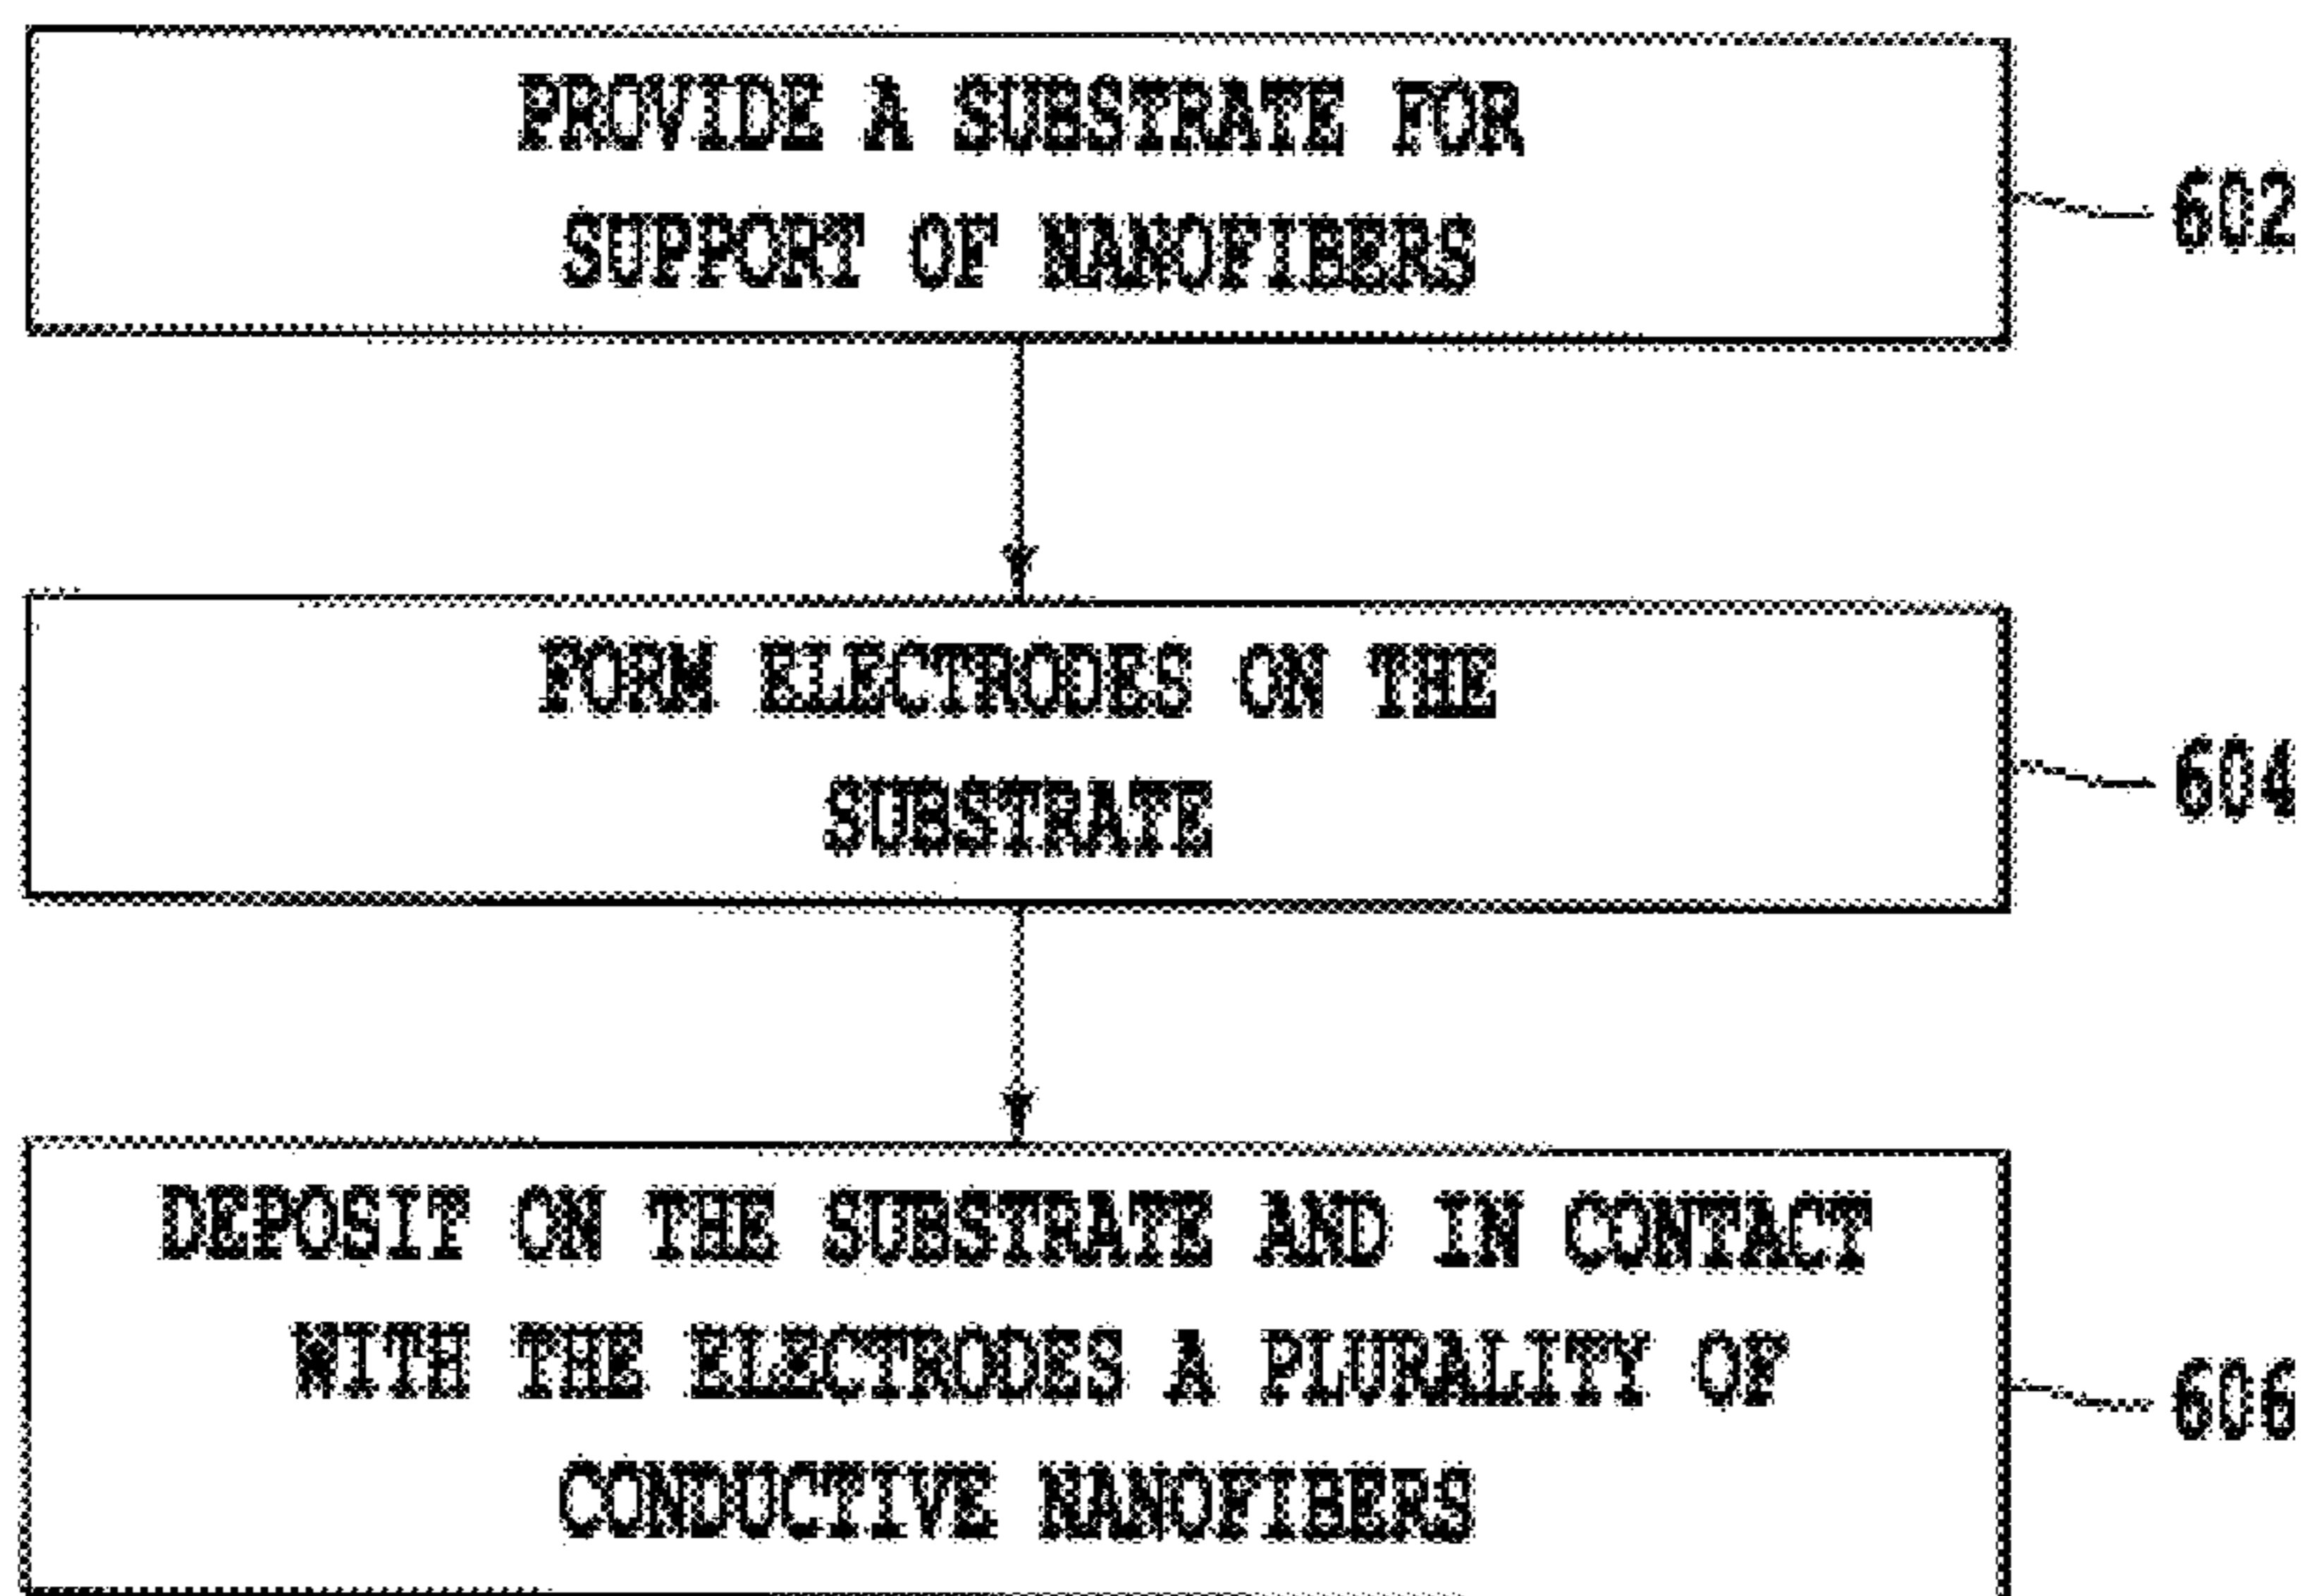 PROVIDE A SUBSTRATE FOR
SUPPORT OF NANOFIBERS
602
FORM ELECTRODES ON THE
SUBSTRATE
604
DEPOSIT ON THE SUBSTRATE AND IN CONTACT
WITH THE ELECTRODES A PLURALITY OF
CONDUCTIVE NANOFIBERS
606